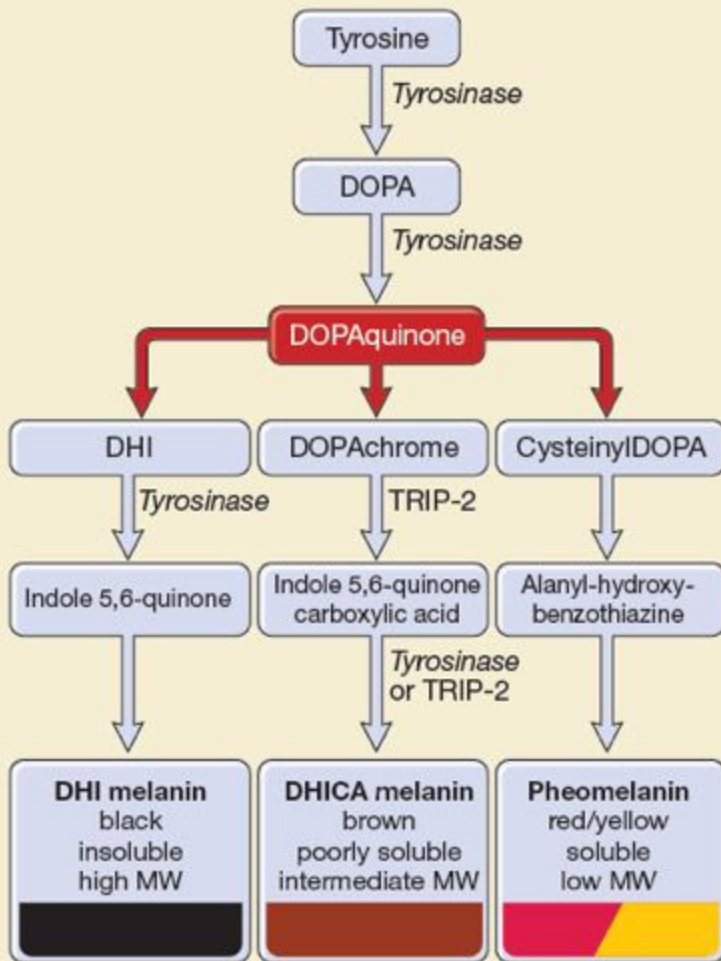 Tyrosine
Tyrosinase
DOPA
Tyrosinase
DOPAquinone
DHI
DOPAchrome
CysteinylDOPA
Tyrosinase
TRIP-2
Indole 5,6-quinone
Indole 5,6-quinone
carboxylic acid
Alanyl-hydroxy-
benzothiazine
Tyrosinase
or TRIP-2
DHI melanin
black
insoluble
high MW
DHICA melanin
brown
poorly soluble
intermediate MW
Pheomelanin
red/yellow
soluble
low MW